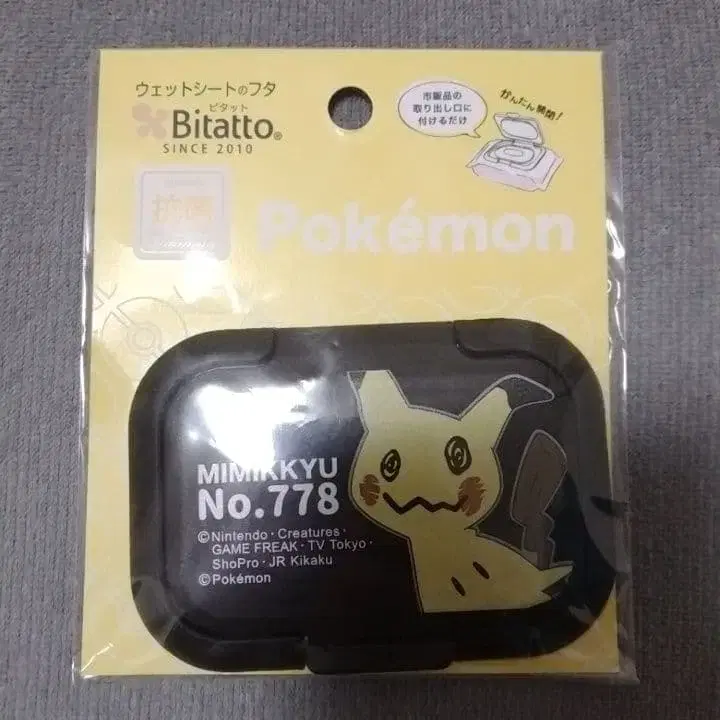 ウェットシートのフタ
ビタット
Bitatto®
SINCE 2010
市販品の
取り出し口に
付けるだけ
かんたん開閉!
抗菌
Pokémon
MIMIKKYU
No.778
©Nintendo・Creatures・
GAME FREAK・TV Tokyo・
ShoPro・JR Kikaku
©Pokémon